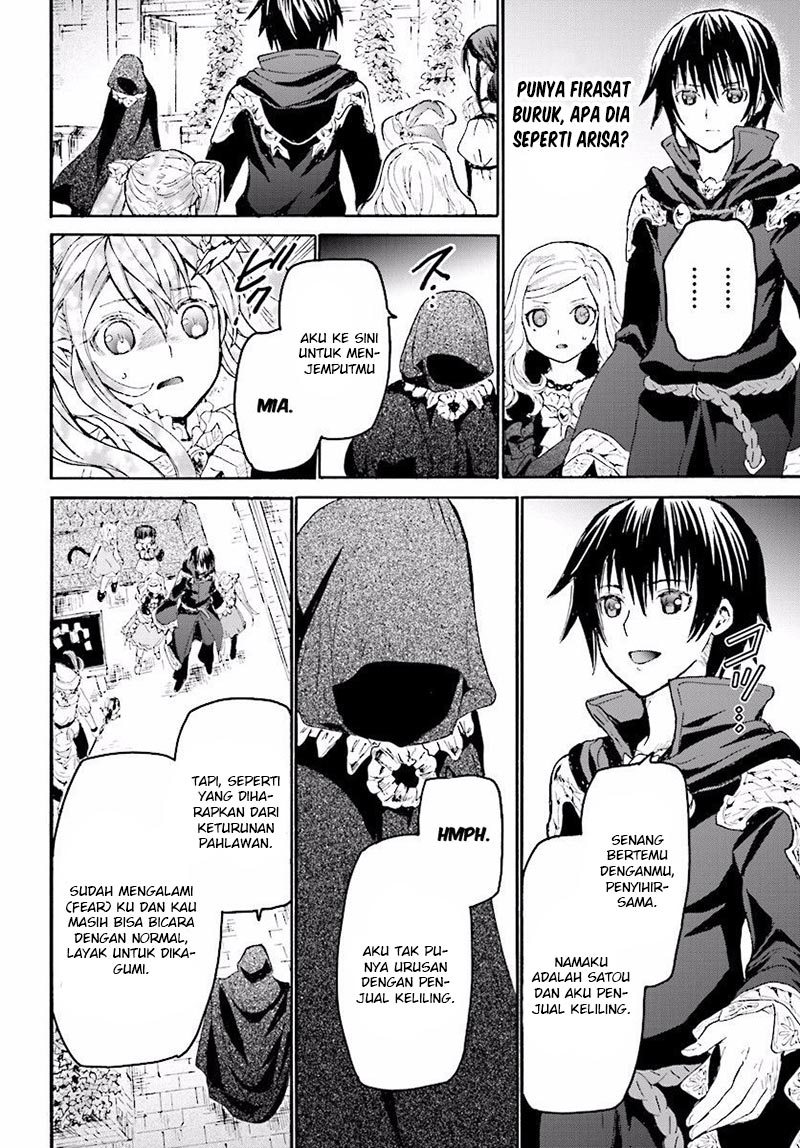 PUNYA FIRASAT
BURUK, APA DIA
SEPERTI ARISA?
AKU KE SINI
UNTUK MEN-
JEMPUTMU
MIA.
SENANG
BERTEMU
DENGANMU,
PENYIHIR-
SAMA.
NAMAKU
ADALAH SATOU
DAN AKU PEN-
JUAL KELILING.
HMPH.
AKU TAK PU-
NYA URUSAN
DENGAN PEN-
JUAL KELILING.
TAPI, SEPERTI
YANG DIHA-
RAPKAN DARI
KETURUNAN
PAHLAWAN.
SUDAH MENGALAMI
(FEAR) KU DAN KAU
MASIH BISA BICARA
DENGAN NORMAL,
LAYAK UNTUK DIKA-
GUMI.